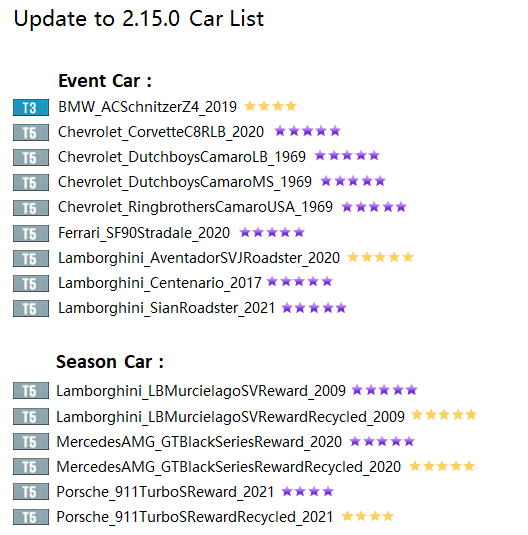 Update to 2.15.0 Car List
Event Car :
T3 BMW_ACSchnitzerZ4_2019 ★★★★
T5 Chevrolet_CorvetteC8RLB_2020 ★★★★★
T5 Chevrolet_DutchboysCamaroLB_1969 ★★★★★
T5 Chevrolet_DutchboysCamaroMS_1969 ★★★★★
T5 Chevrolet_RingbrothersCamaroUSA_1969 ★★★★★
T5 Ferrari_SF90Stradale_2020 ★★★★★
T5 Lamborghini_AventadorSVJRoadster_2020 ★★★★★
T5 Lamborghini_Centenario_2017 ★★★★★
T5 Lamborghini_SianRoadster_2021 ★★★★★
Season Car :
T5 Lamborghini_LBMurcielagoSVReward_2009 ★★★★★
T5 Lamborghini_LBMurcielagoSVRewardRecycled_2009 ★★★★★
T5 MercedesAMG_GTBlackSeriesReward_2020 ★★★★★
T5 MercedesAMG_GTBlackSeriesRewardRecycled_2020 ★★★★★
T5 Porsche_911TurboSReward_2021 ★★★★
T5 Porsche_911TurboSRewardRecycled_2021 ★★★★